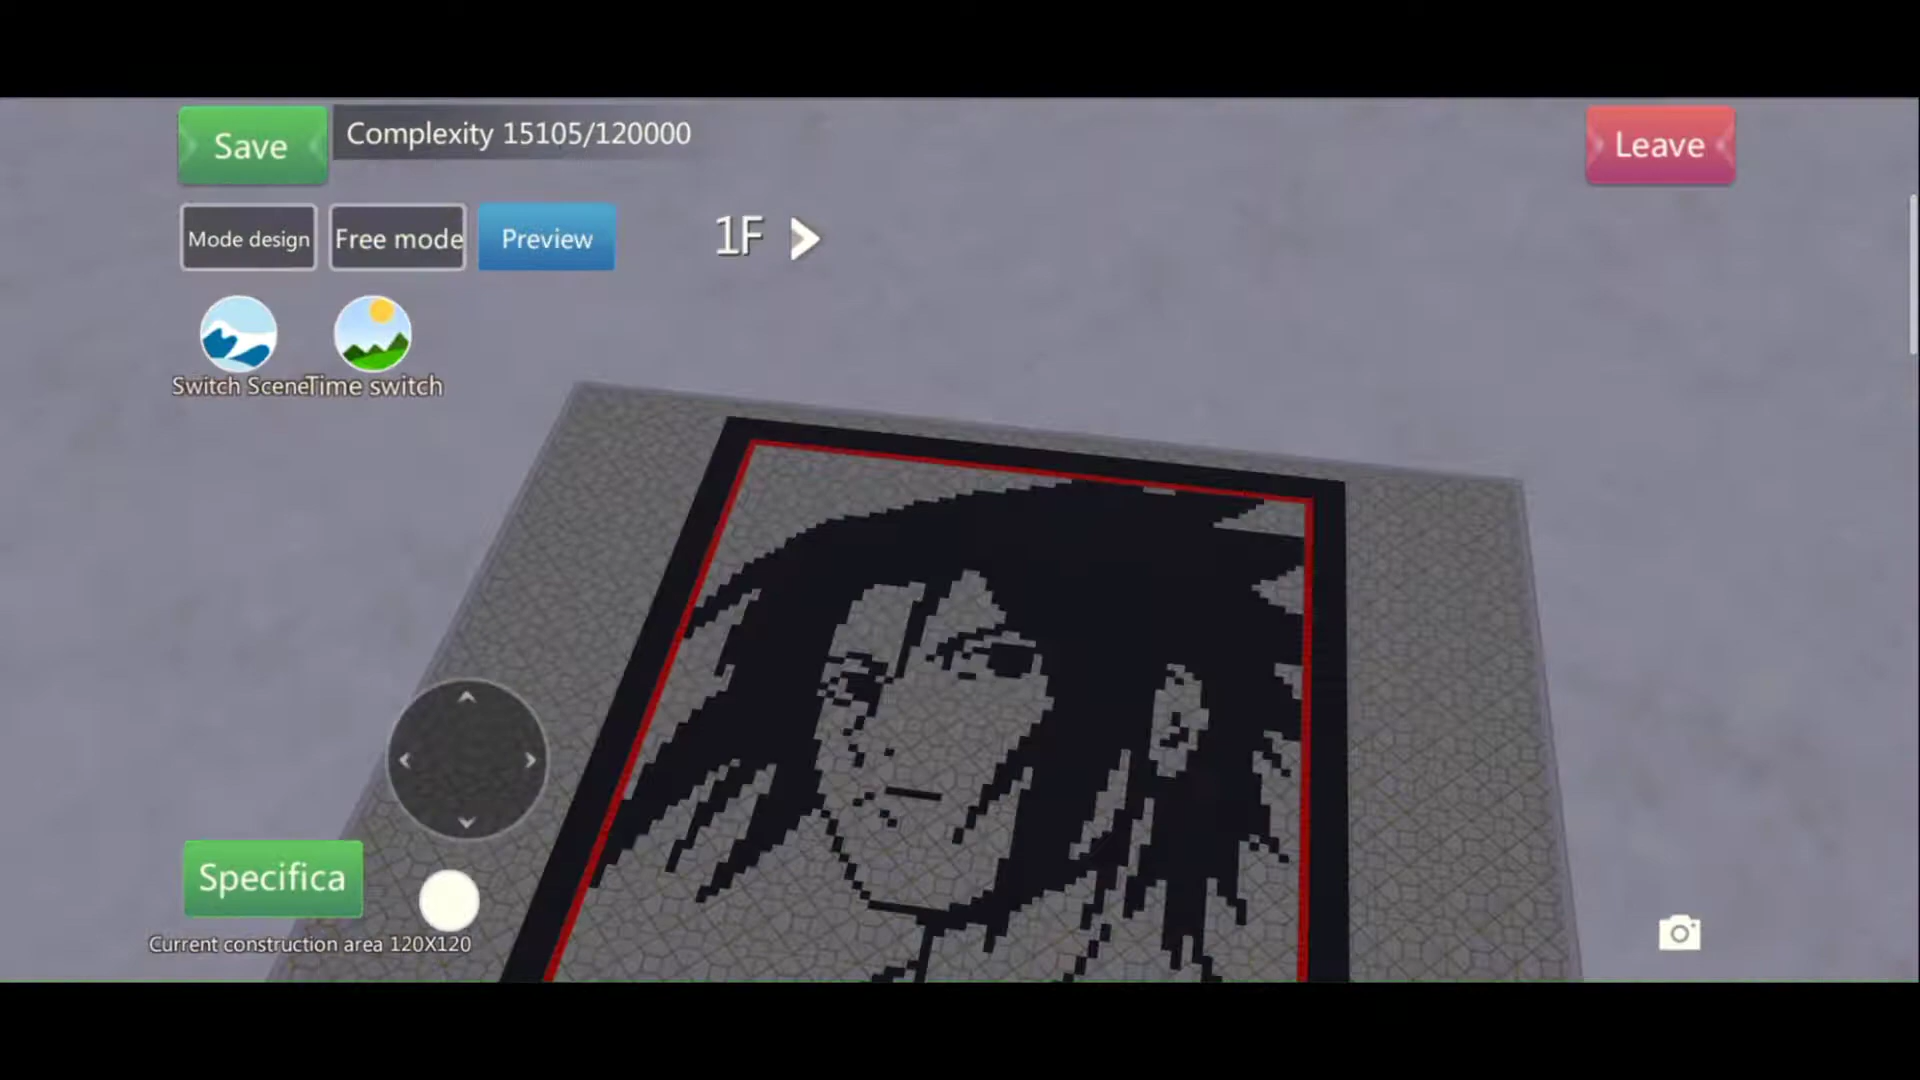 Save
Complexity 15105/120000
Leave
Mode design
Free mode
Preview
1F
Switch Scene
Time switch
Specifica
Current construction area 120X120